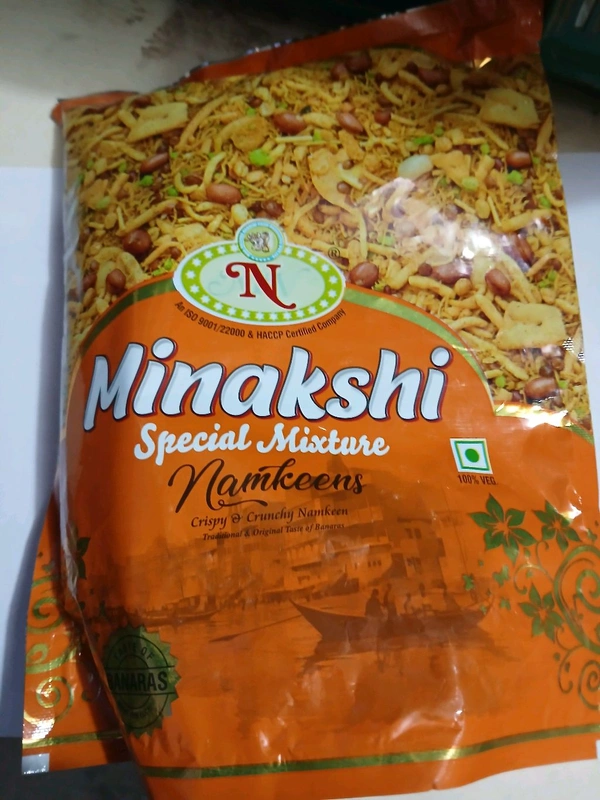 N
®
An ISO 9001/22000 & HACCP Certified Company
Minakshi
Special Mixture
Namkeens
100% VEG
Crispy & Crunchy Namkeen
Traditional & Original Taste of Banaras
BANARAS